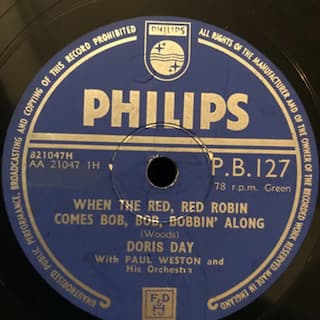 PHILIPS
PHILIPS
321047H
AA 21047 1H
P.B.127
78 r.p.m. Green
WHEN THE RED, RED ROBIN
COMES BOB, BOB, BOBBIN' ALONG
(Woods)
DORIS DAY
With PAUL WESTON and
His Orchestra
ALL RIGHTS OF THE MANUFACTURER AND OF THE OWNER OF THE RECORDED WORK RESERVED MADE IN ENGLAND
UNAUTHORISED PUBLIC PERFORMANCE, BROADCASTING AND COPYING OF THIS RECORD PROHIBITED